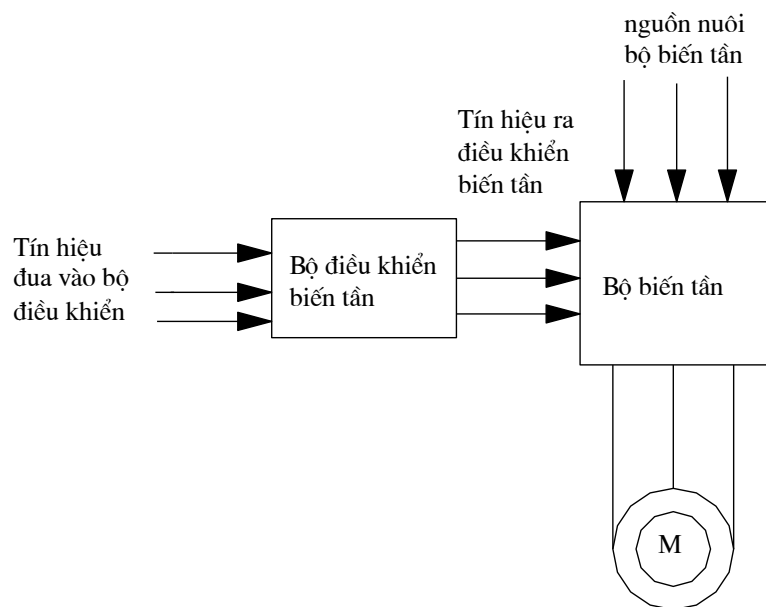 nguồn nuôi
bộ biến tần
Tín hiệu ra
điều khiển
biến tần
Tín hiệu
đua vào bộ
điều khiển
Bộ điều khiển
biến tần
Bộ biến tần
M